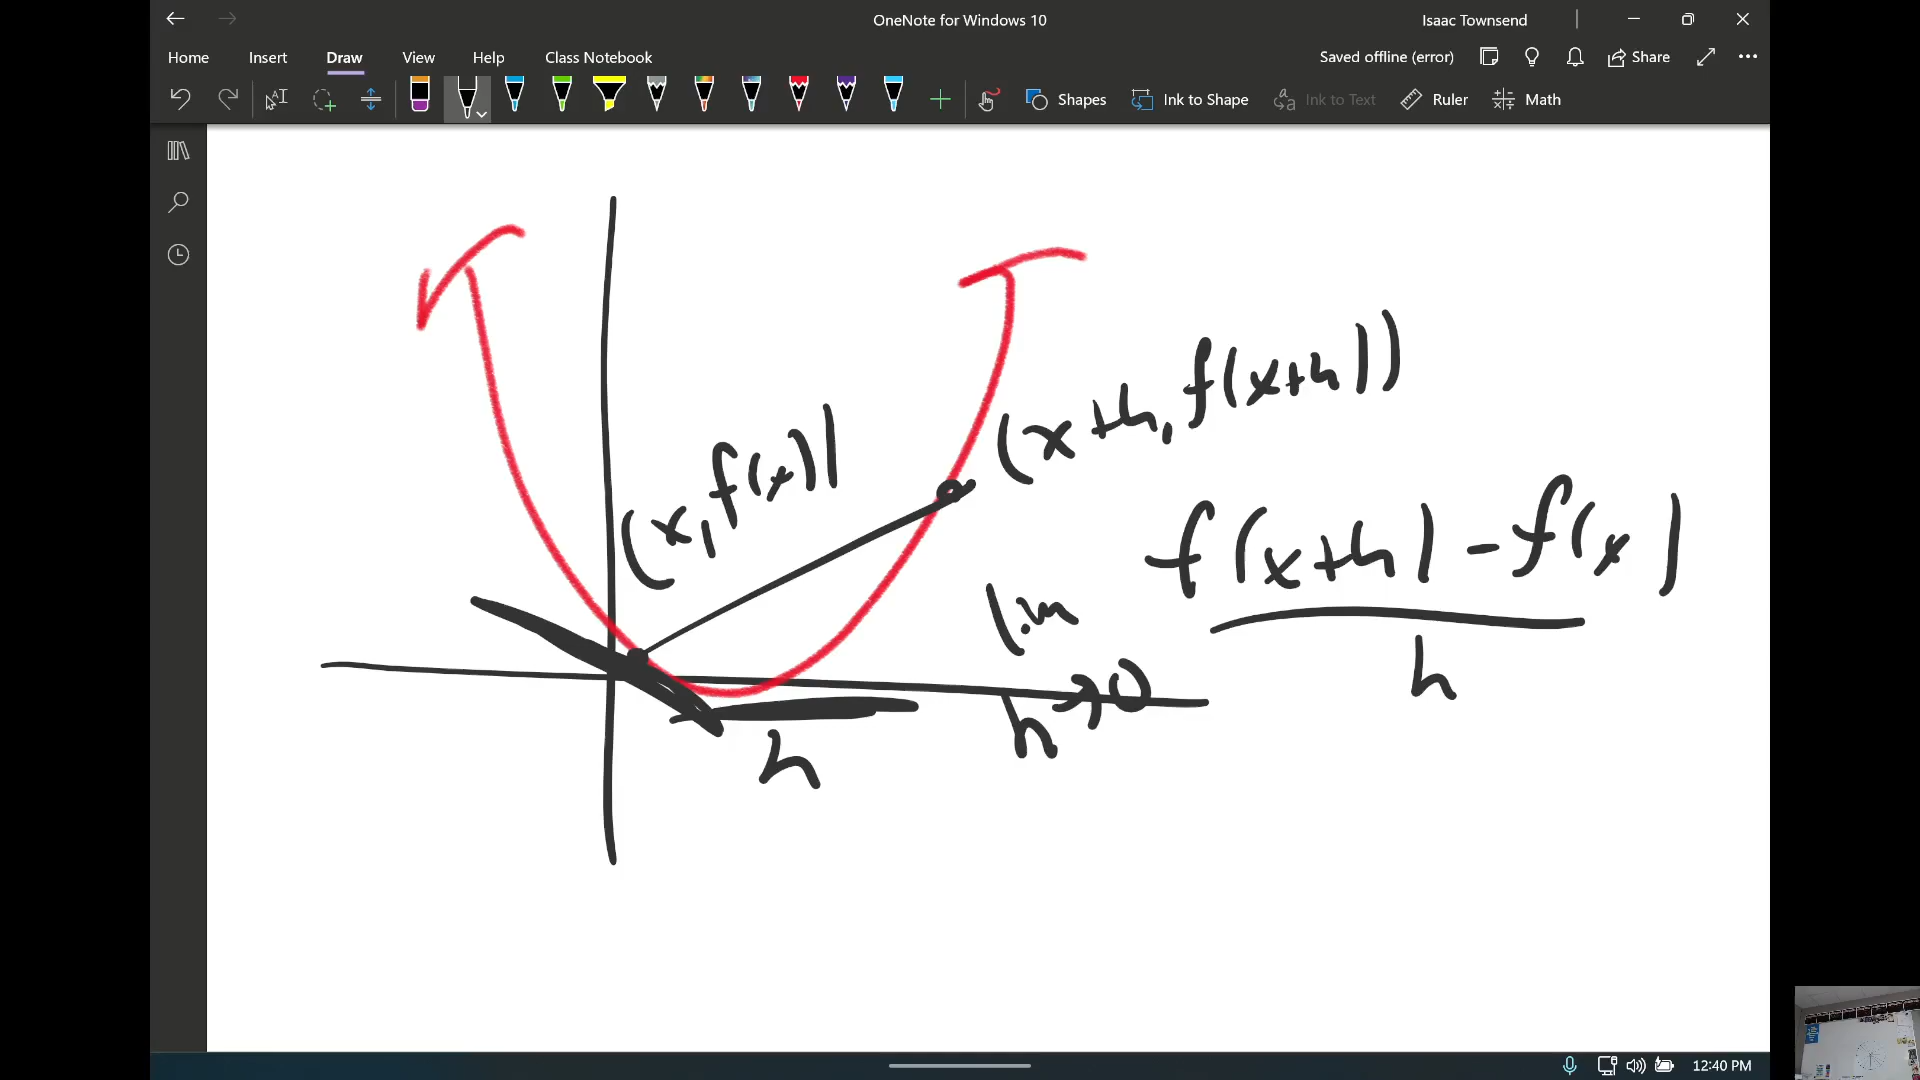 OneNote for Windows 10
Isaac Townsend
Home Insert Draw View Help Class Notebook
Saved offline (error) Share
Shapes Ink to Shape Ink to Text Ruler Math
(x+h, f(x+h))
(x, f(x))
lim
h→0
f(x+h) - f(x)
h
h
12:40 PM